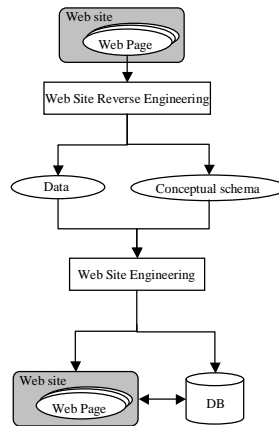 Web site
Web Page
Web Site Reverse Engineering
Data
Conceptual schema
Web Site Engineering
Web site
Web Page
DB